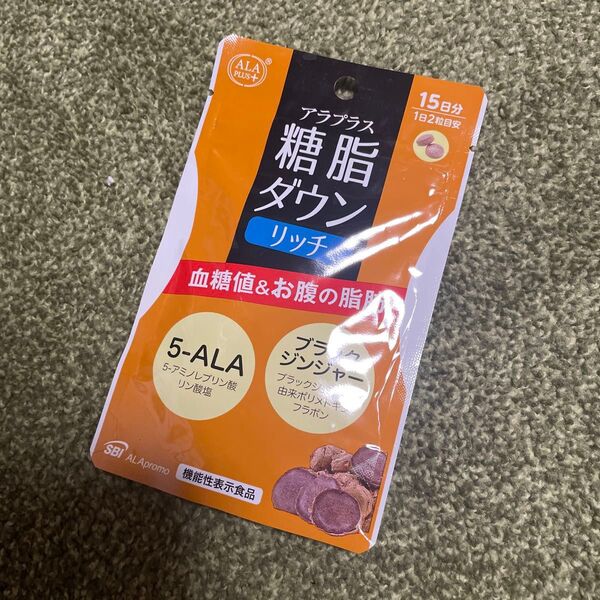 ALA
PLUS+
®
15日分
1日2粒目安
アラプラス
糖脂
ダウン
リッチ
血糖値&お腹の脂肪
5-ALA
5-アミノレブリン酸
リン酸塩
ブラック
ジンジャー
ブラックジ
由来ポリメトキシ
フラボン
SBI ALApromo
機能性表示食品